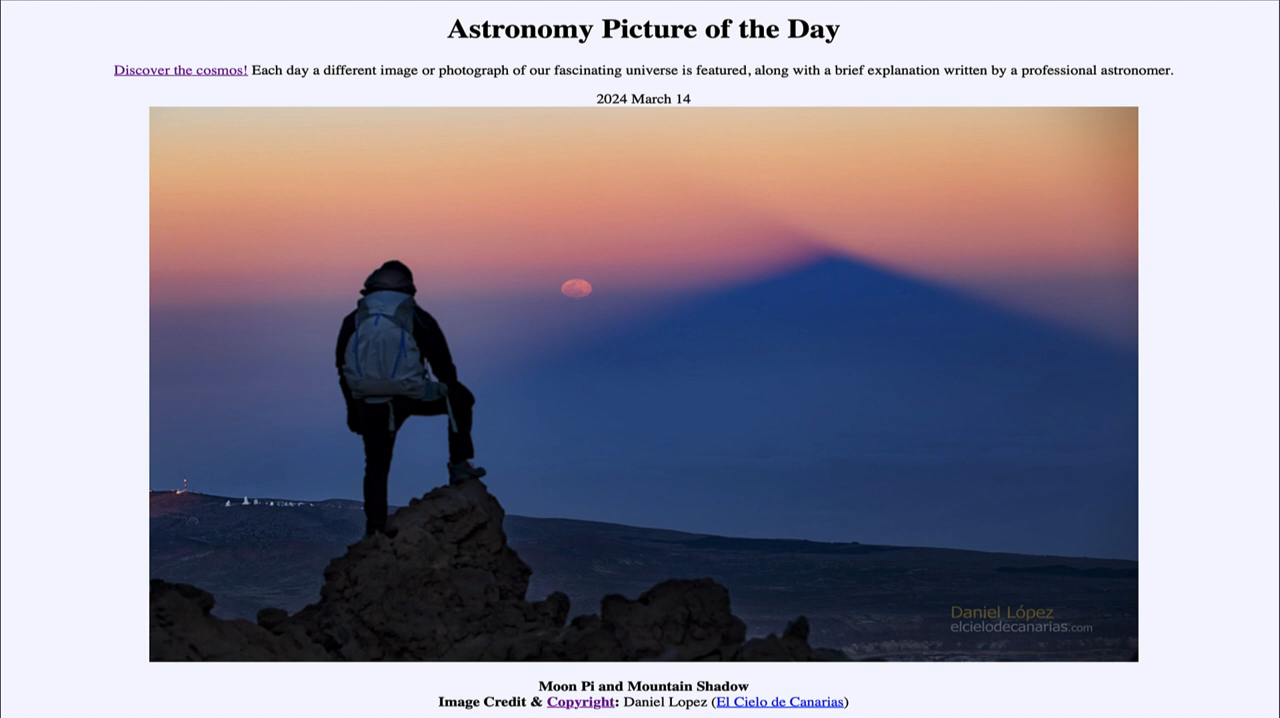 Astronomy Picture of the Day
Discover the cosmos! Each day a different image or photograph of our fascinating universe is featured, along with a brief explanation written by a professional astronomer.
2024 March 14
Daniel López
elcielodecanarias.com
Moon Pi and Mountain Shadow
Image Credit & Copyright: Daniel Lopez (El Cielo de Canarias)